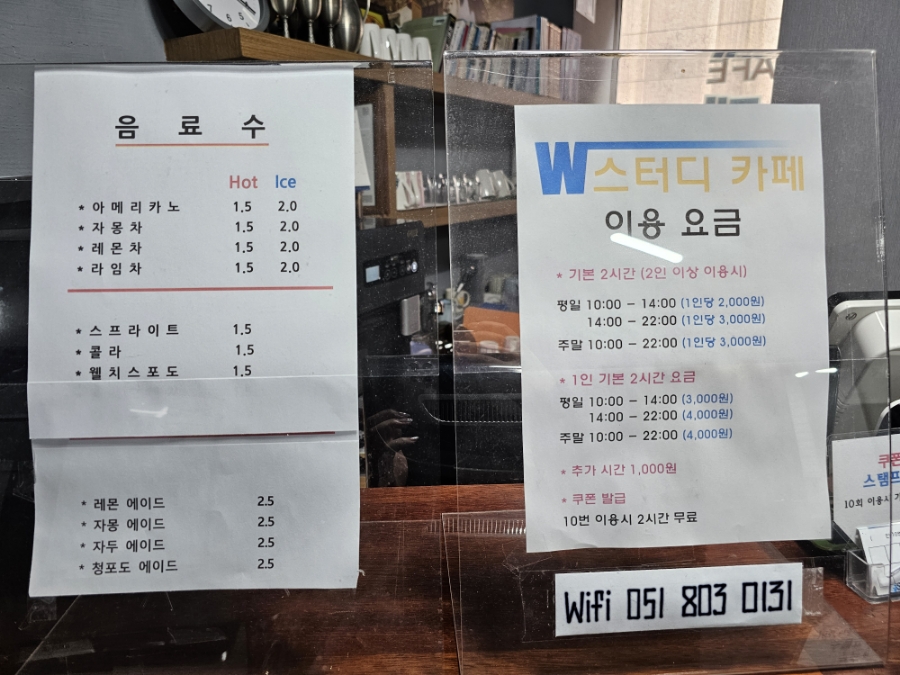 음 료 수
Hot Ice
* 아메리카노 1.5 2.0
* 자몽차 1.5 2.0
* 레몬차 1.5 2.0
* 라임차 1.5 2.0
* 스프라이트 1.5
* 콜라 1.5
* 웰치스포도 1.5
* 레몬 에이드 2.5
* 자몽 에이드 2.5
* 자두 에이드 2.5
* 청포도 에이드 2.5
W스터디 카페
이용 요금
* 기본 2시간 (2인 이상 이용시)
평일 10:00 – 14:00 (1인당 2,000원)
14:00 – 22:00 (1인당 3,000원)
주말 10:00 – 22:00 (1인당 3,000원)
* 1인 기본 2시간 요금
평일 10:00 – 14:00 (3,000원)
14:00 – 22:00 (4,000원)
주말 10:00 – 22:00 (4,000원)
* 추가 시간 1,000원
* 쿠폰 발급
10번 이용시 2시간 무료
Wifi 051 803 0131
쿠폰
스탬프
10회 이용시